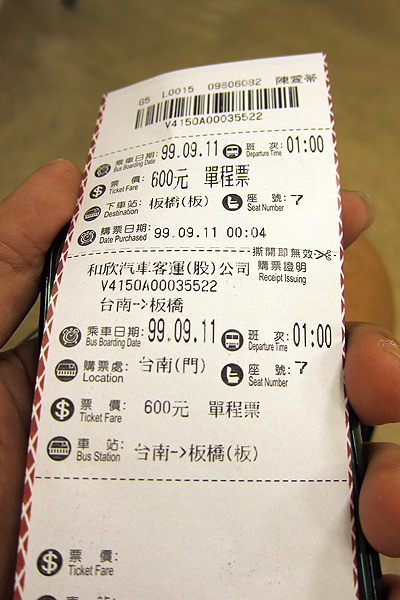 G5 L0015 09806082 陳愛蒂
V4150A00035522
乘車日期: 99.09.11 班次: 01:00
Bus Boarding Date Departure Time
票價: 600元 單程票
Ticket Fare
下車站: 板橋(板) 座號: 7
Destination Seat Number
購票日期: 99.09.11 00:04
Date Purchased
撕開即無效
和欣汽車客運(股)公司 購票證明
V4150A00035522 Receipt Issuing
台南->板橋
乘車日期: 99.09.11 班次: 01:00
Bus Boarding Date Departure Time
購票處: 台南(門) 座號: 7
Location Seat Number
票價: 600元 單程票
Ticket Fare
車站: 台南->板橋(板)
Bus Station
票價:
Ticket Fare